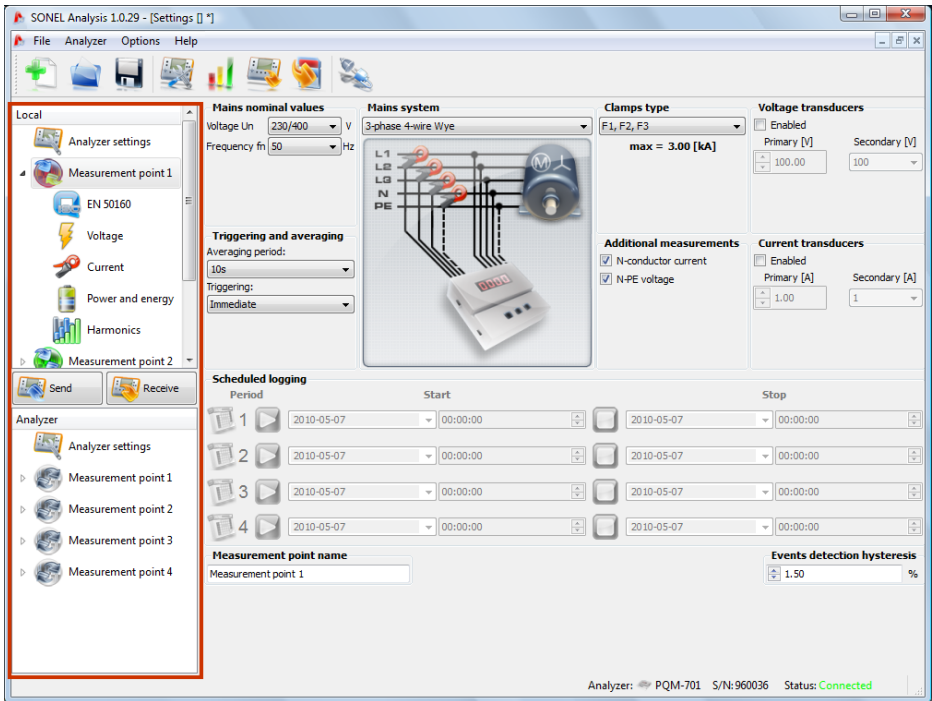 SONEL Analysis 1.0.29 - [Settings [] *]
File Analyzer Options Help
Local
Analyzer settings
Measurement point 1
EN 50160
Voltage
Current
Power and energy
Harmonics
Measurement point 2
Send Receive
Analyzer
Analyzer settings
Measurement point 1
Measurement point 2
Measurement point 3
Measurement point 4
Mains nominal values
Voltage Un 230/400 V
Frequency fn 50 Hz
Triggering and averaging
Averaging period:
10s
Triggering:
Immediate
Mains system
3-phase 4-wire Wye
L1
L2
L3
N
PE
M
Clamps type
F1, F2, F3
max = 3.00 [kA]
Additional measurements
N-conductor current
N-PE voltage
Voltage transducers
Enabled
Primary [V] Secondary [V]
100.00 100
Current transducers
Enabled
Primary [A] Secondary [A]
1.00 1
Scheduled logging
Period Start Stop
1 2010-05-07 00:00:00 2010-05-07 00:00:00
2 2010-05-07 00:00:00 2010-05-07 00:00:00
3 2010-05-07 00:00:00 2010-05-07 00:00:00
4 2010-05-07 00:00:00 2010-05-07 00:00:00
Measurement point name
Measurement point 1
Events detection hysteresis
1.50 %
Analyzer: PQM-701 S/N:960036 Status: Connected